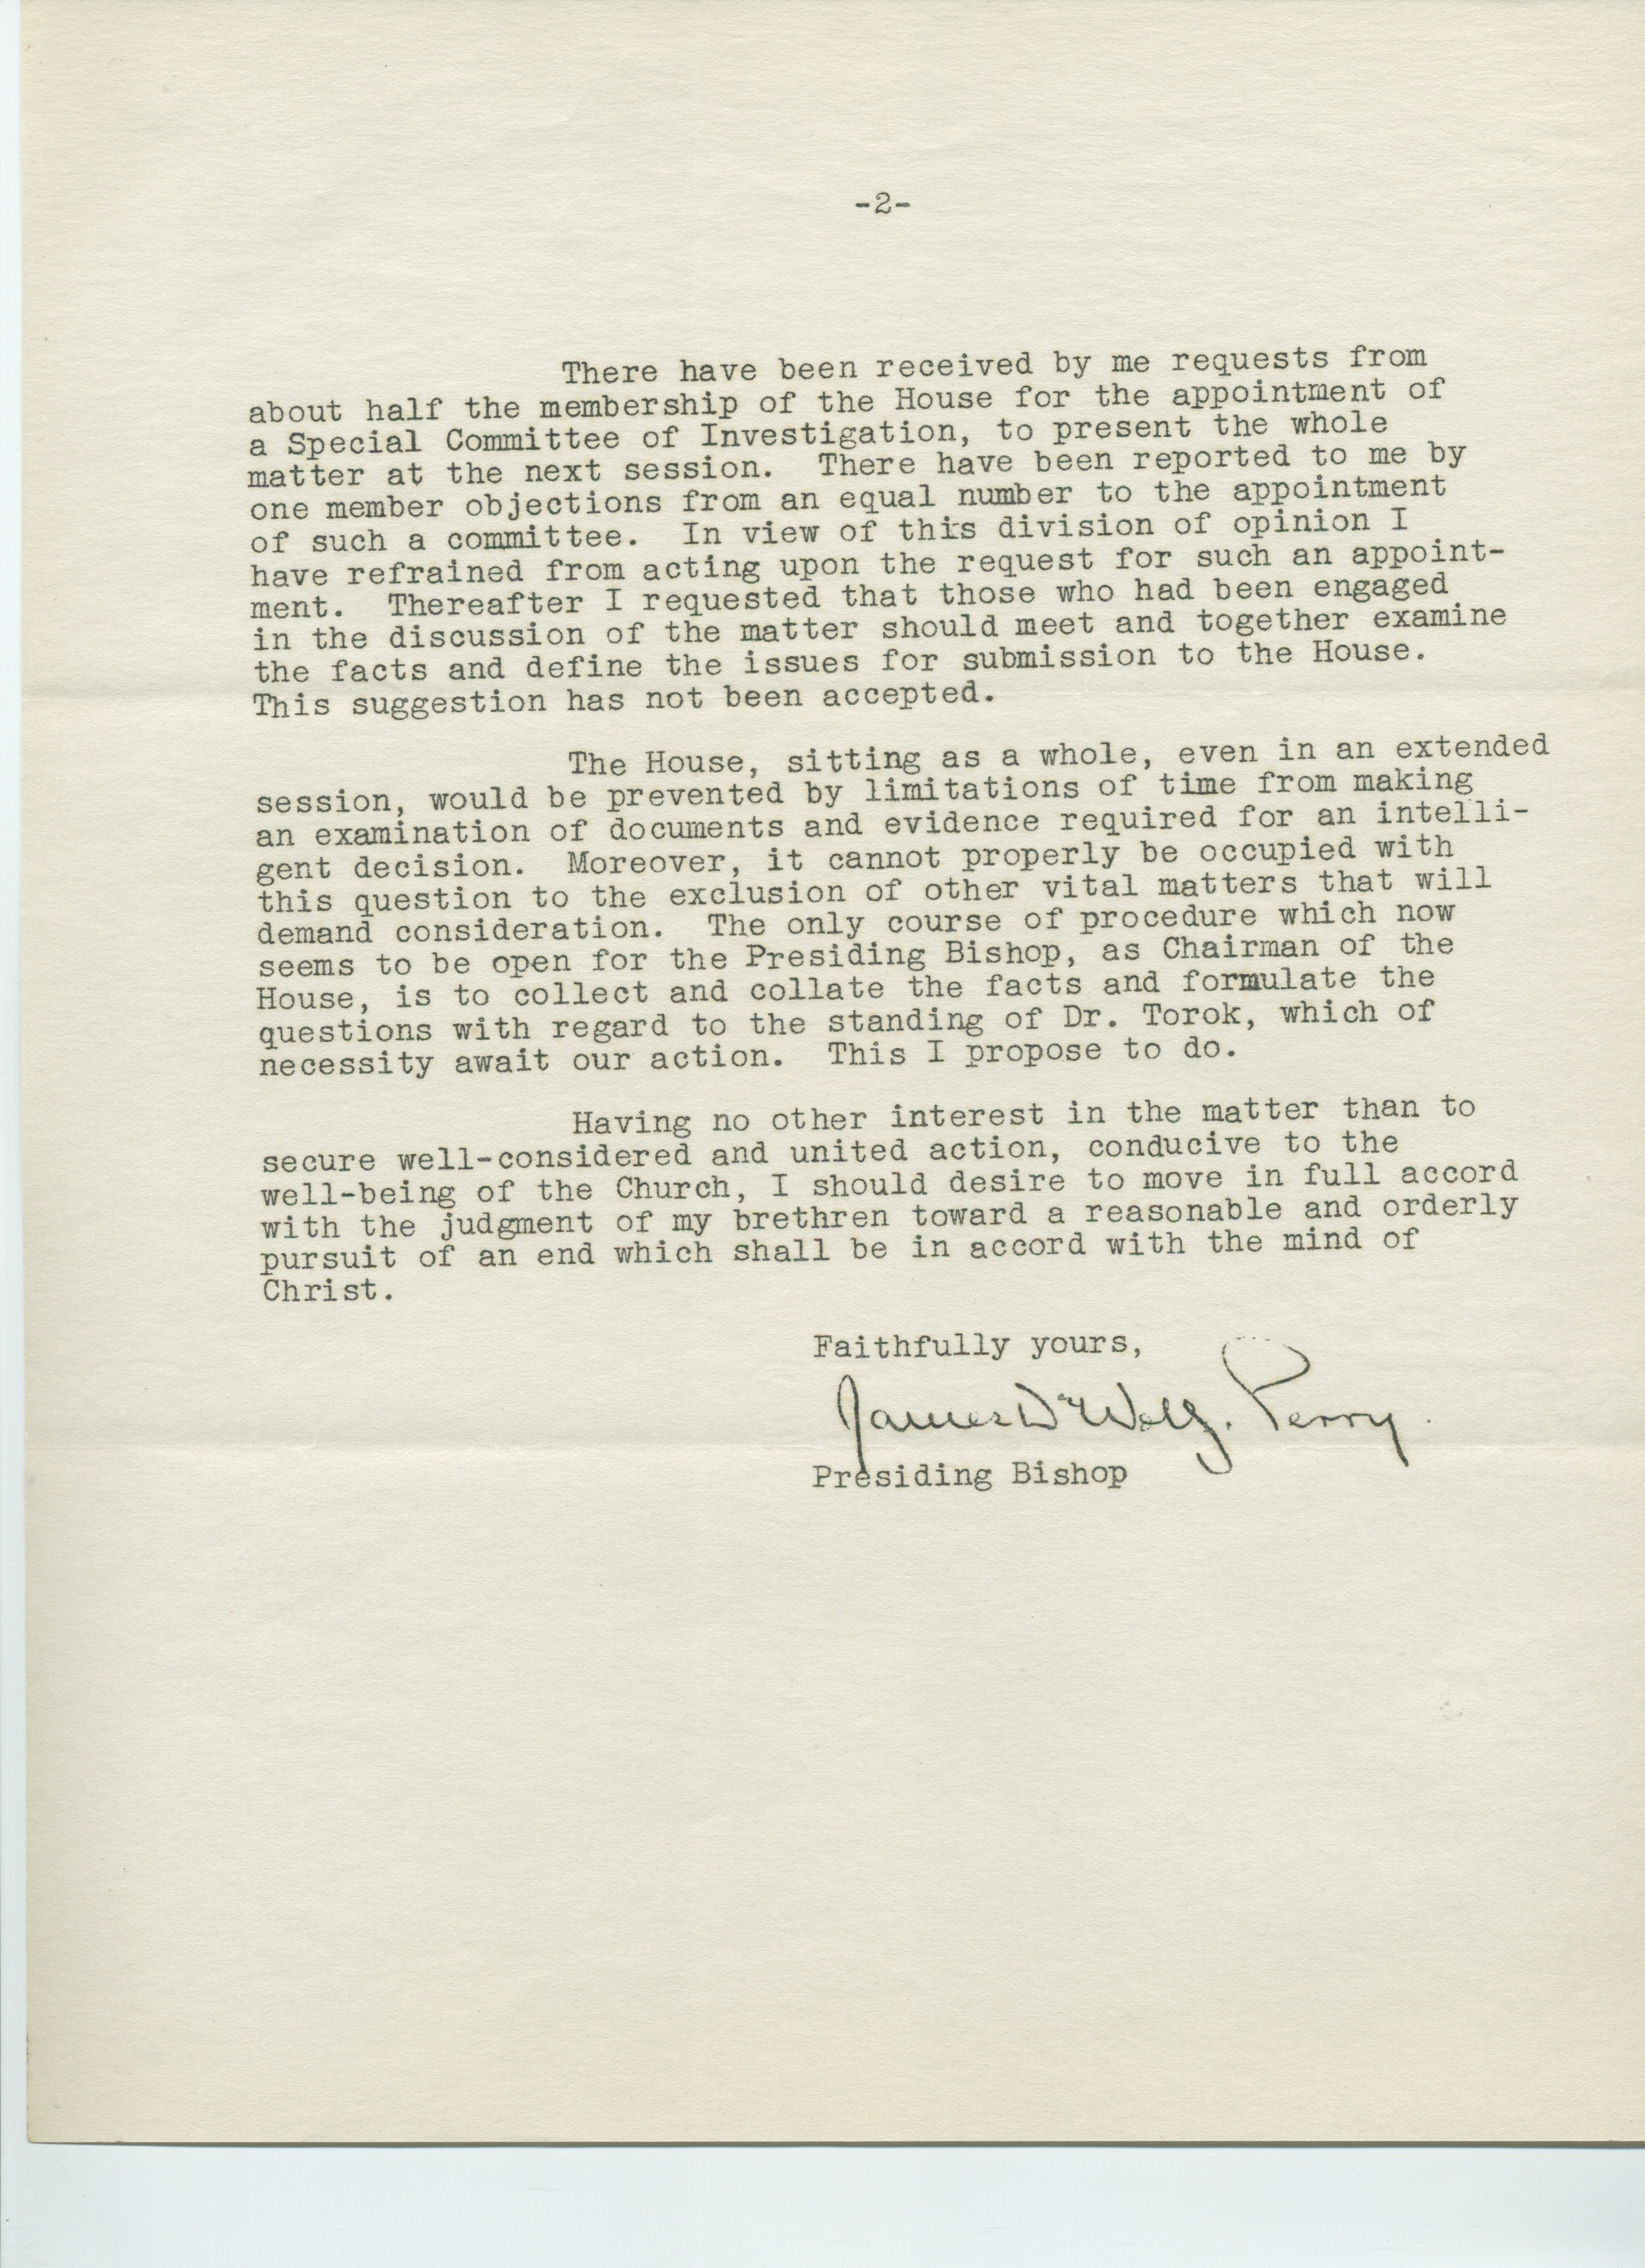 -2-
There have been received by me requests from
about half the membership of the House for the appointment of
a Special Committee of Investigation, to present the whole
matter at the next session. There have been reported to me by
one member objections from an equal number to the appointment
of such a committee. In view of this division of opinion I
have refrained from acting upon the request for such an appoint-
ment. Thereafter I requested that those who had been engaged
in the discussion of the matter should meet and together examine
the facts and define the issues for submission to the House.
This suggestion has not been accepted.
The House, sitting as a whole, even in an extended
session, would be prevented by limitations of time from making
an examination of documents and evidence required for an intelli-
gent decision. Moreover, it cannot properly be occupied with
this question to the exclusion of other vital matters that will
demand consideration. The only course of procedure which now
seems to be open for the Presiding Bishop, as Chairman of the
House, is to collect and collate the facts and formulate the
questions with regard to the standing of Dr. Torok, which of
necessity await our action. This I propose to do.
Having no other interest in the matter than to
secure well-considered and united action, conducive to the
well-being of the Church, I should desire to move in full accord
with the judgment of my brethren toward a reasonable and orderly
pursuit of an end which shall be in accord with the mind of
Christ.
Faithfully yours,
James DeWolf Perry.
Presiding Bishop